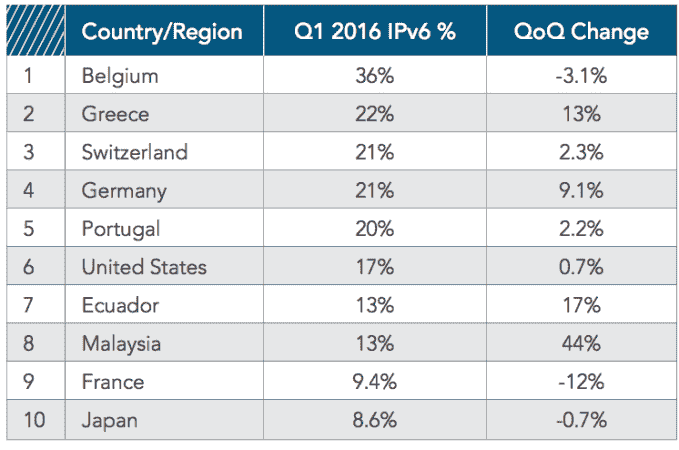 Country/Region Q1 2016 IPv6 % QoQ Change
1 Belgium 36% -3.1%
2 Greece 22% 13%
3 Switzerland 21% 2.3%
4 Germany 21% 9.1%
5 Portugal 20% 2.2%
6 United States 17% 0.7%
7 Ecuador 13% 17%
8 Malaysia 13% 44%
9 France 9.4% -12%
10 Japan 8.6% -0.7%